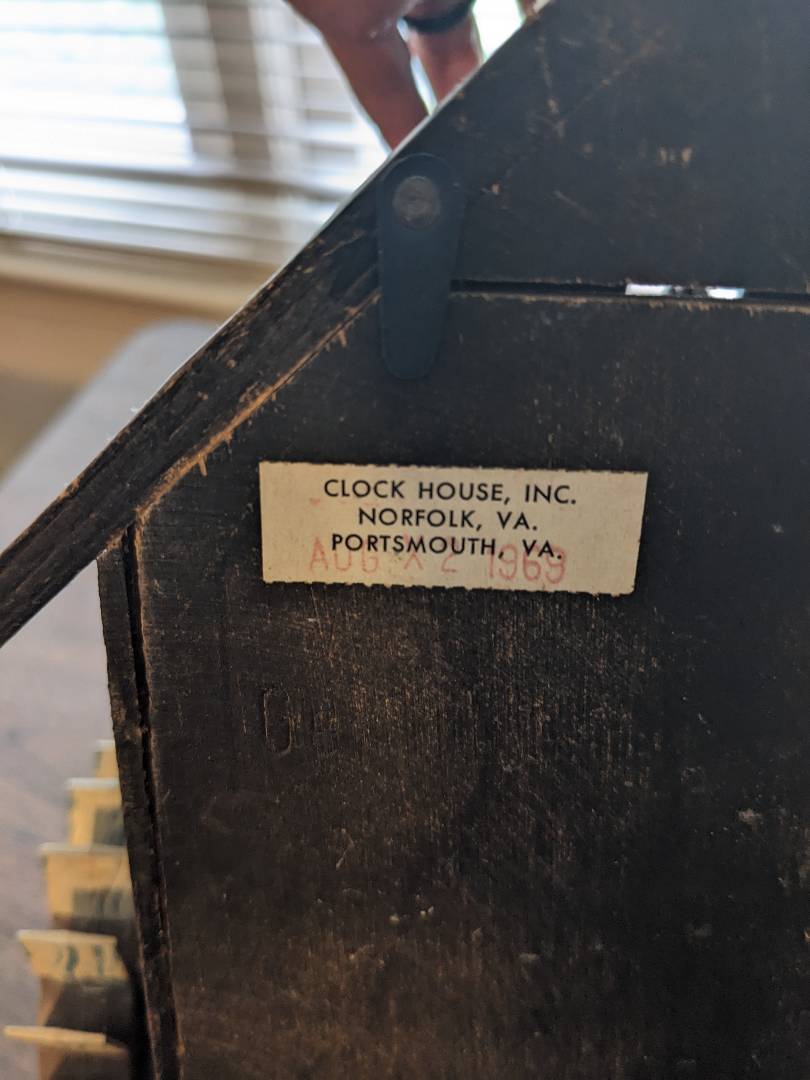 CLOCK HOUSE, INC.
NORFOLK, VA.
PORTSMOUTH, VA.
AUG X 2 1969